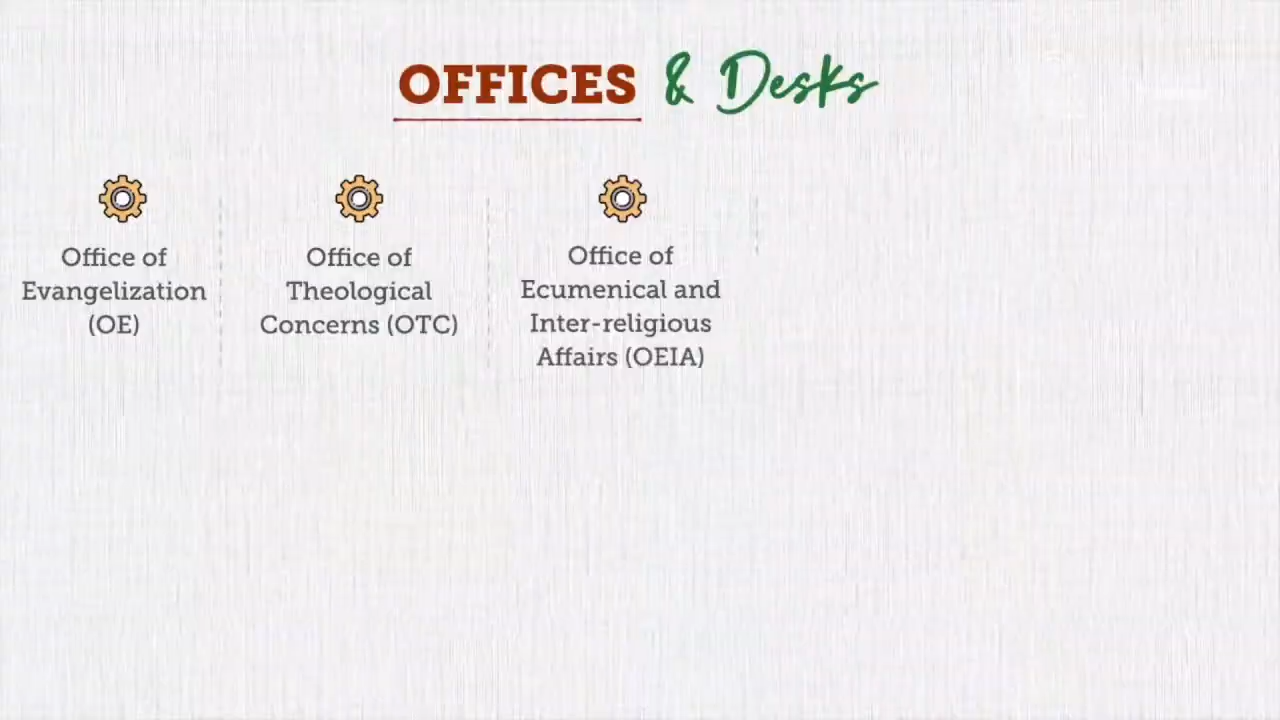 OFFICES & Desks
Office of
Evangelization
(OE)
Office of
Theological
Concerns (OTC)
Office of
Ecumenical and
Inter-religious
Affairs (OEIA)